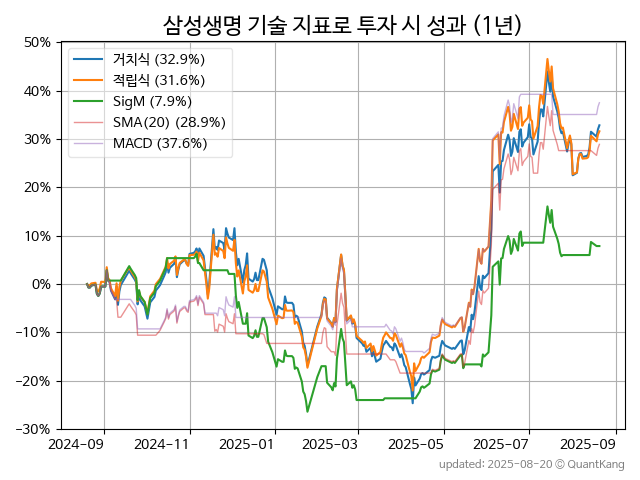 삼성생명 기술 지표로 투자 시 성과 (1년)
거치식 (32.9%)
적립식 (31.6%)
SigM (7.9%)
SMA(20) (28.9%)
MACD (37.6%)
50%
40%
30%
20%
10%
0%
−10%
−20%
−30%
2024-09 2024-11 2025-01 2025-03 2025-05 2025-07 2025-09
updated: 2025-08-20 © QuantKang